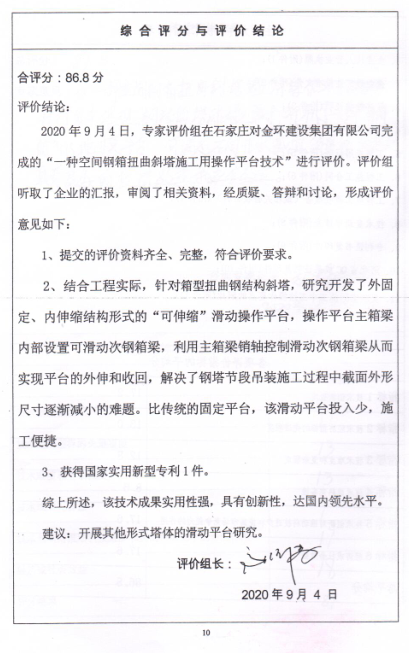 综合评分与评价结论
合评分：86.8 分
评价结论：
2020 年 9 月 4 日，专家评价组在石家庄对金环建设集团有限公司完
成的“一种空间钢箱扭曲斜塔施工用操作平台技术”进行评价。评价组
听取了企业的汇报，审阅了相关资料，经质疑、答辩和讨论，形成评价
意见如下：
1、提交的评价资料齐全、完整，符合评价要求。
2、结合工程实际，针对箱型扭曲钢结构斜塔，研究开发了外固
定、内伸缩结构形式的“可伸缩”滑动操作平台，操作平台主箱梁
内部设置可滑动次钢箱梁，利用主箱梁销轴控制滑动次钢箱梁从而
实现平台的外伸和收回，解决了钢塔节段吊装施工过程中截面外形
尺寸逐渐减小的难题。比传统的固定平台，该滑动平台投入少，施
工便捷。
3、获得国家实用新型专利 1 件。
综上所述，该技术成果实用性强，具有创新性，达国内领先水平。
建议：开展其他形式塔体的滑动平台研究。
评价组长：
2020 年 9 月 4 日
10